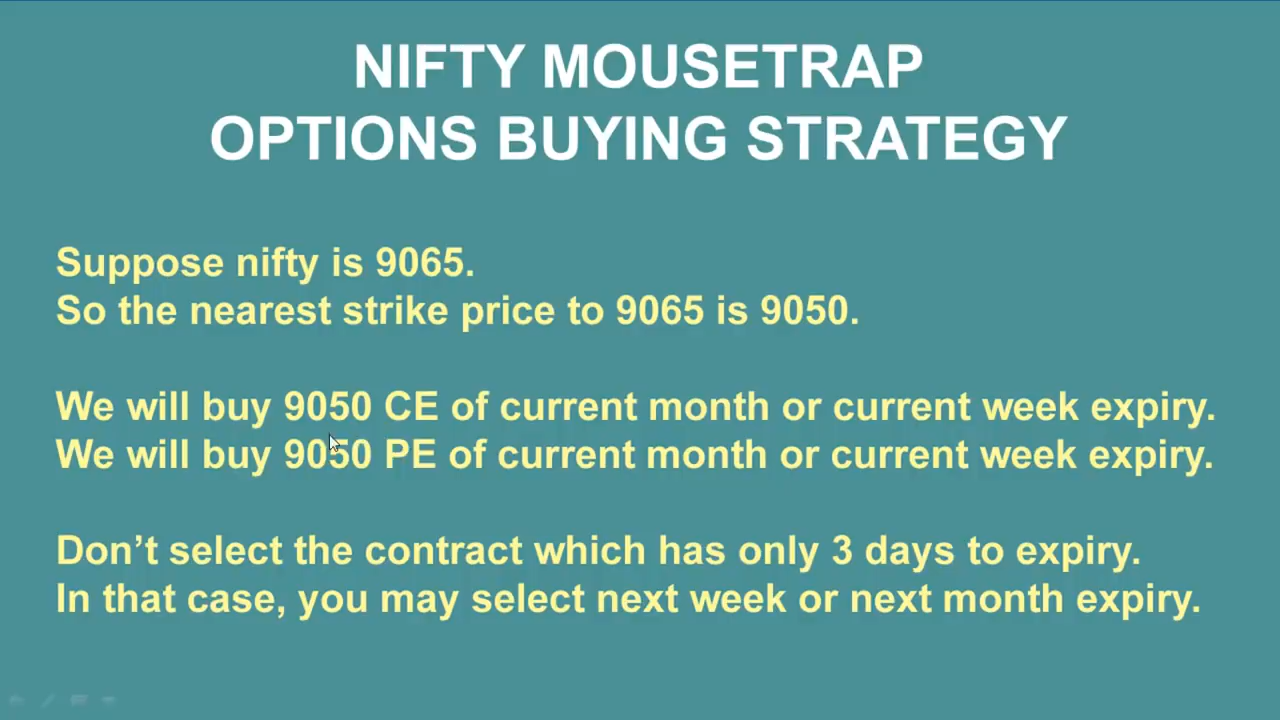 NIFTY MOUSETRAP
OPTIONS BUYING STRATEGY
Suppose nifty is 9065.
So the nearest strike price to 9065 is 9050.
We will buy 9050 CE of current month or current week expiry.
We will buy 9050 PE of current month or current week expiry.
Don’t select the contract which has only 3 days to expiry.
In that case, you may select next week or next month expiry.